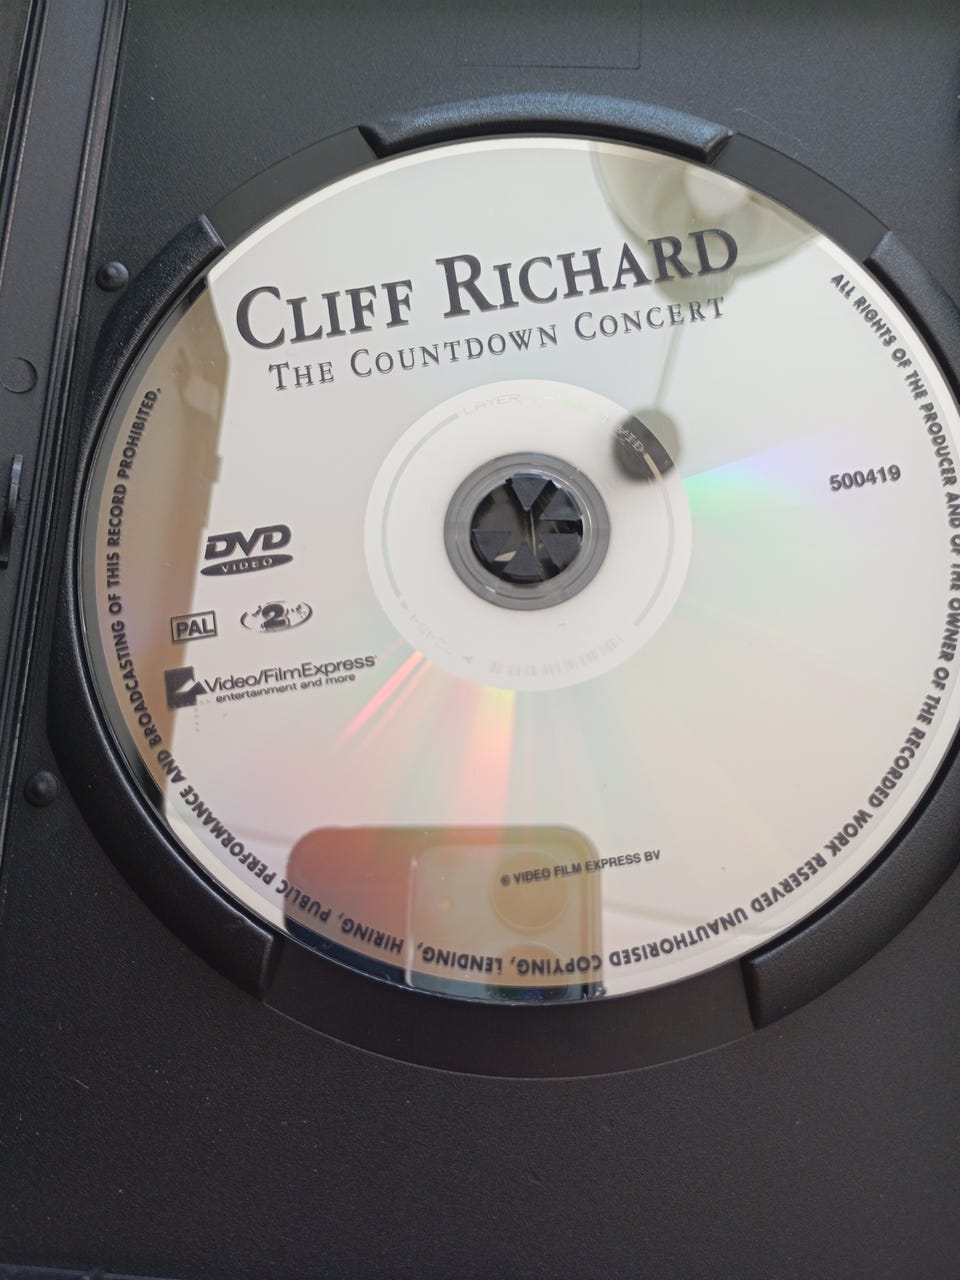 CLIFF RICHARD
THE COUNTDOWN CONCERT
500419
DVD
VIDEO
PAL
2
Video/FilmExpress
entertainment and more
© VIDEO FILM EXPRESS BV
ALL RIGHTS OF THE PRODUCER AND OF THE OWNER OF THE RECORDED WORK RESERVED UNAUTHORISED COPYING, LENDING, HIRING, PUBLIC PERFORMANCE AND BROADCASTING OF THIS RECORD PROHIBITED.
LAYER